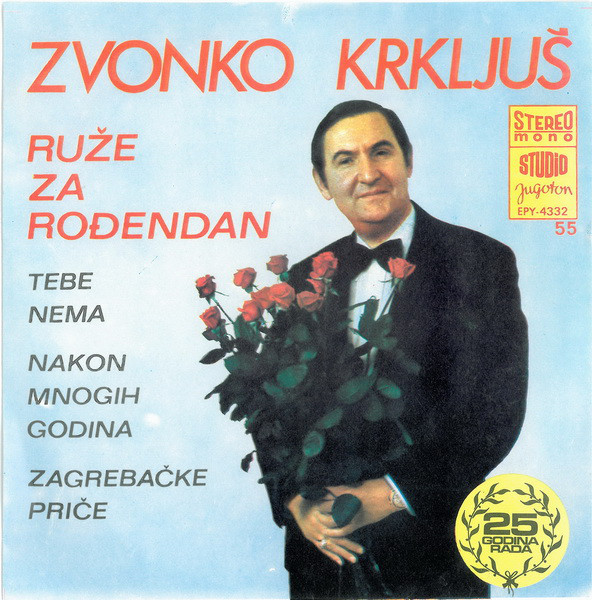 ZVONKO KRKLJUŠ
RUŽE
ZA
ROĐENDAN
STEREO
mono
STUDIO
Jugoton
EPY-4332
55
TEBE
NEMA
NAKON
MNOGIH
GODINA
ZAGREBAČKE
PRIČE
25
GODINA
RADA